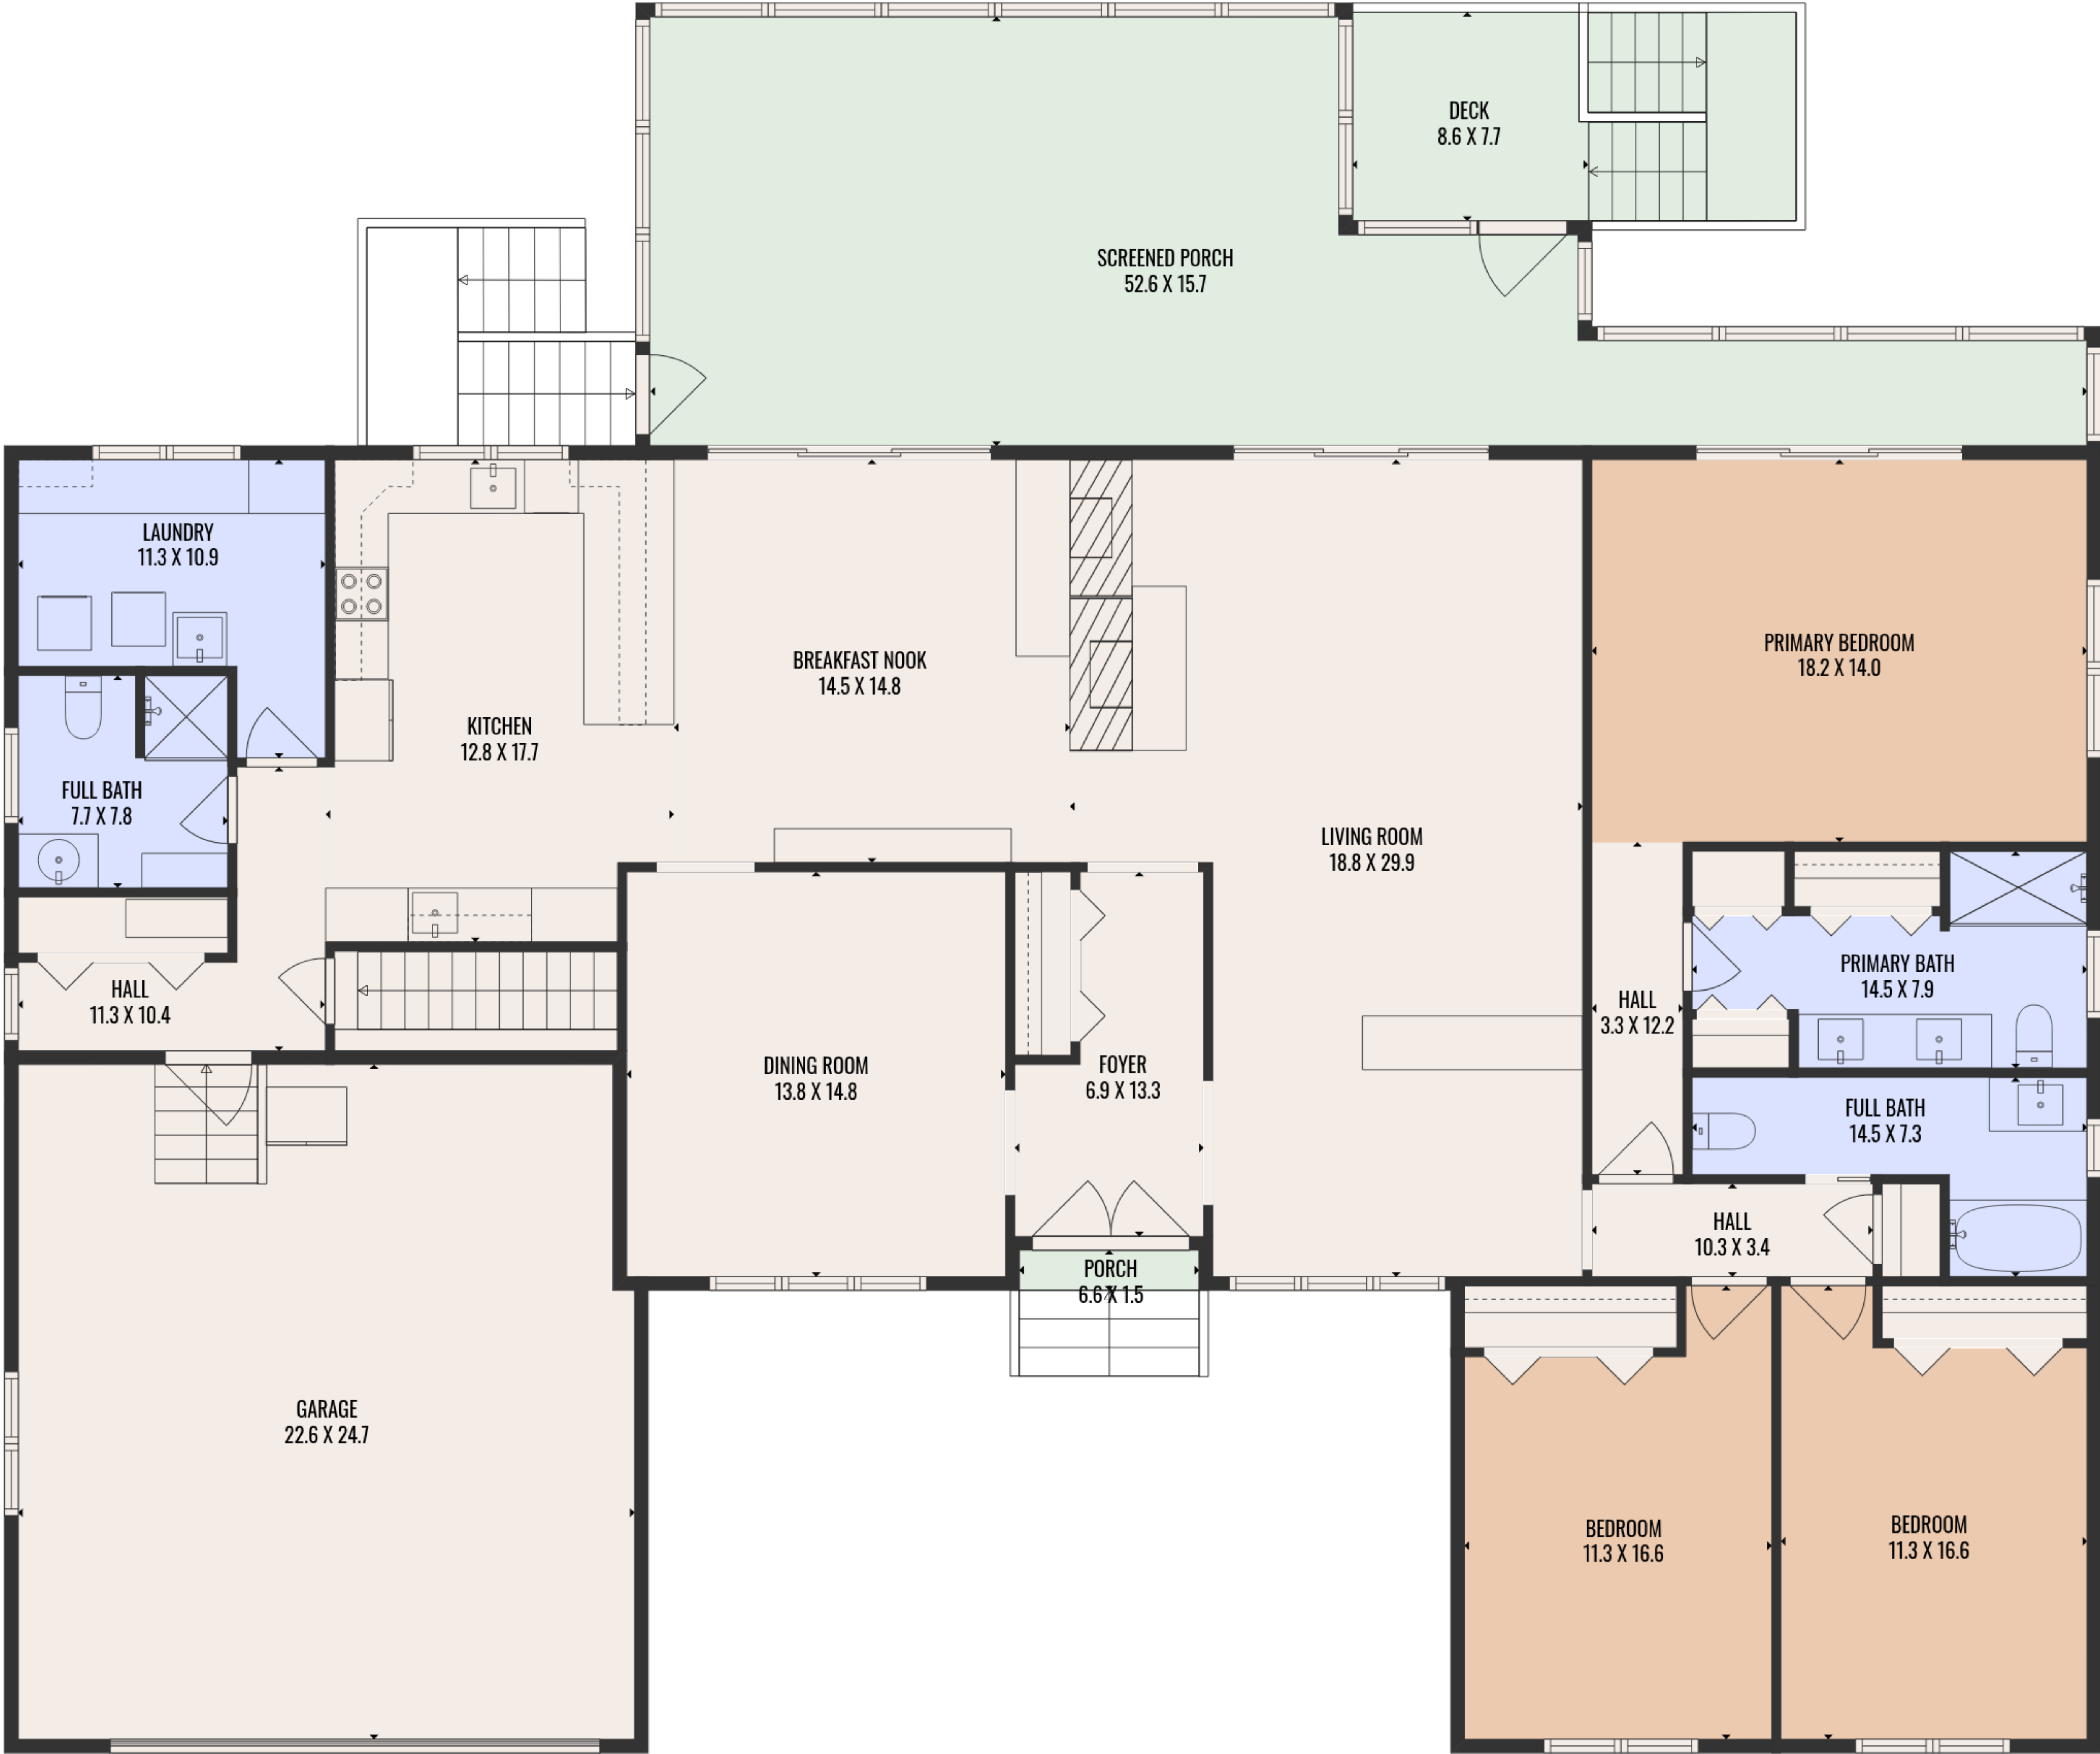 DECK
8.6 X 7.7
SCREENED PORCH
52.6 X 15.7
LAUNDRY
11.3 X 10.9
PRIMARY BEDROOM
18.2 X 14.0
BREAKFAST NOOK
14.5 X 14.8
KITCHEN
12.8 X 17.7
FULL BATH
7.7 X 7.8
LIVING ROOM
18.8 X 29.9
PRIMARY BATH
14.5 X 7.9
HALL
11.3 X 10.4
HALL
3.3 X 12.2
DINING ROOM
13.8 X 14.8
FOYER
6.9 X 13.3
FULL BATH
14.5 X 7.3
HALL
10.3 X 3.4
PORCH
6.6 X 1.5
GARAGE
22.6 X 24.7
BEDROOM
11.3 X 16.6
BEDROOM
11.3 X 16.6